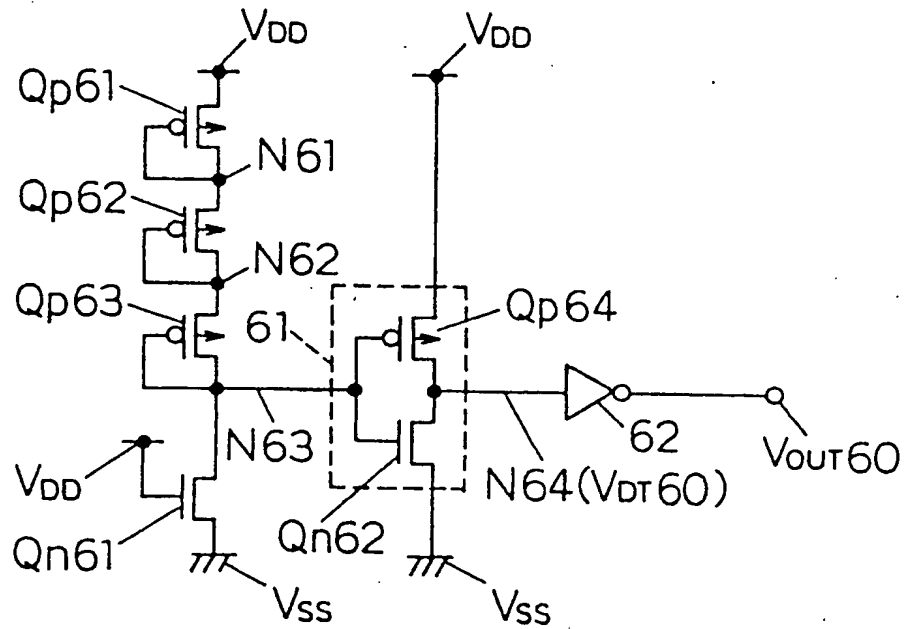 VDD
VDD
Qp61
N61
Qp62
N62
Qp63
61
Qp64
N63
62
VOUT60
VDD
N64(VDT60)
Qn61
Qn62
VSS
VSS